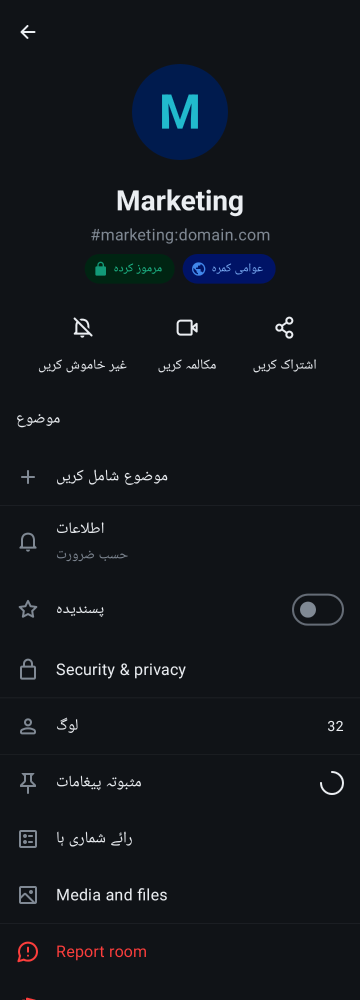 M
Marketing
#marketing:domain.com
مرموز کردہ
عوامی کمرہ
غیر خاموش کریں
مکالمہ کریں
اشتراک کریں
موضوع
موضوع شامل کریں
اطلاعات
حسب ضرورت
پسندیدہ
Security & privacy
لوگ
32
مثبوتہ پیغامات
رائے شماری ہا
Media and files
Report room